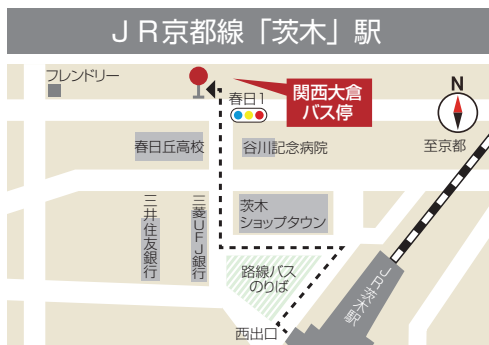 ＪＲ京都線「茨木」駅
フレンドリー
春日1
関西大倉
バス停
N
至京都
春日丘高校
谷川記念病院
三井住友銀行
三菱UFJ銀行
茨木
ショップタウン
路線バス
のりば
ＪＲ茨木駅
西出口